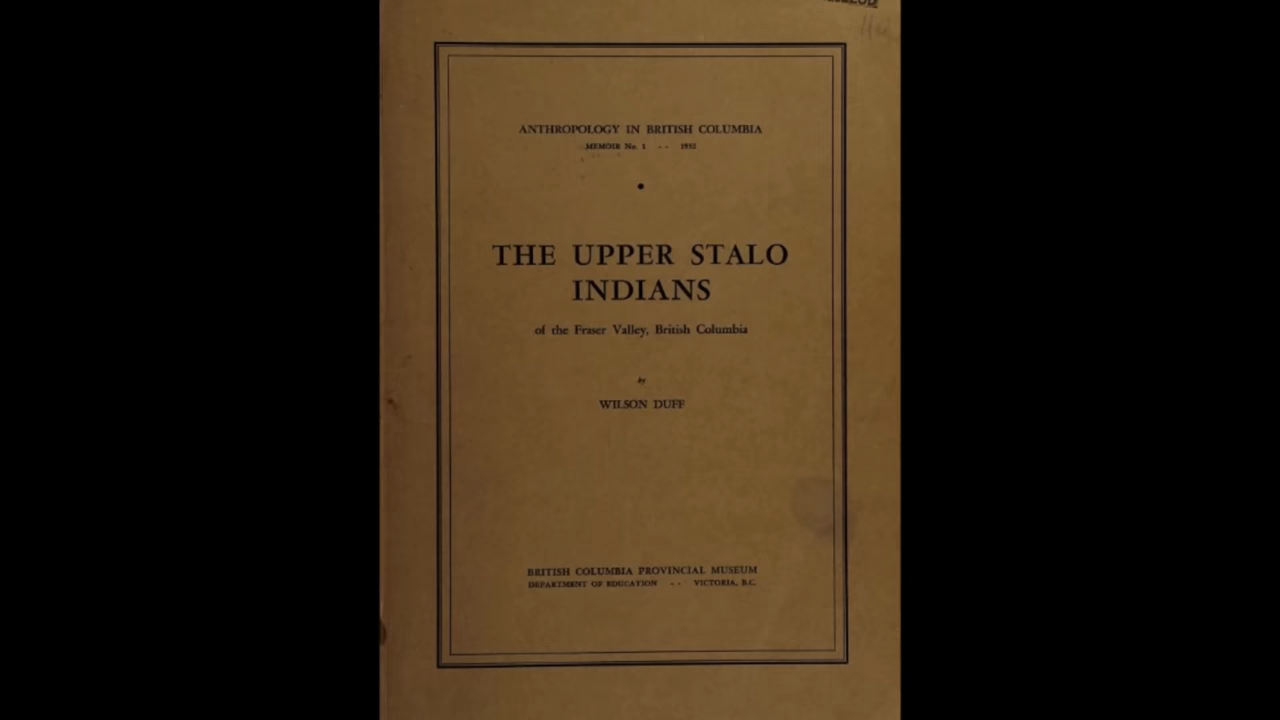 ANTHROPOLOGY IN BRITISH COLUMBIA
MEMOIR No. 1 - - 1952
•
THE UPPER STALO
INDIANS
of the Fraser Valley, British Columbia
by
WILSON DUFF
BRITISH COLUMBIA PROVINCIAL MUSEUM
DEPARTMENT OF EDUCATION - - VICTORIA, B.C.